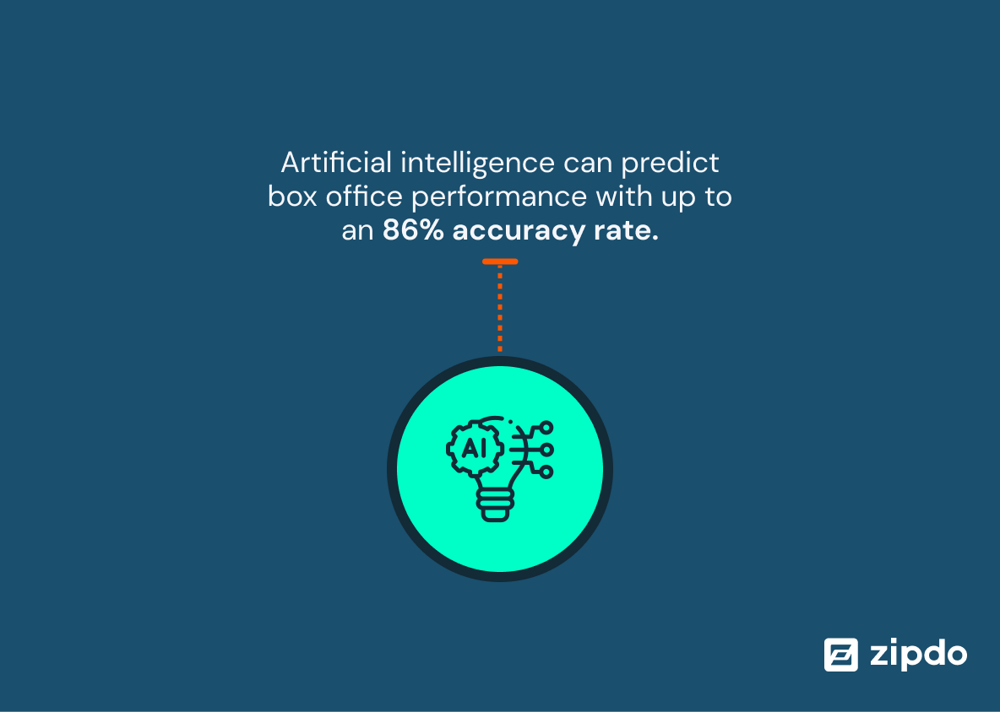 Artificial intelligence can predict
box office performance with up to
an 86% accuracy rate.
AI
zipdo